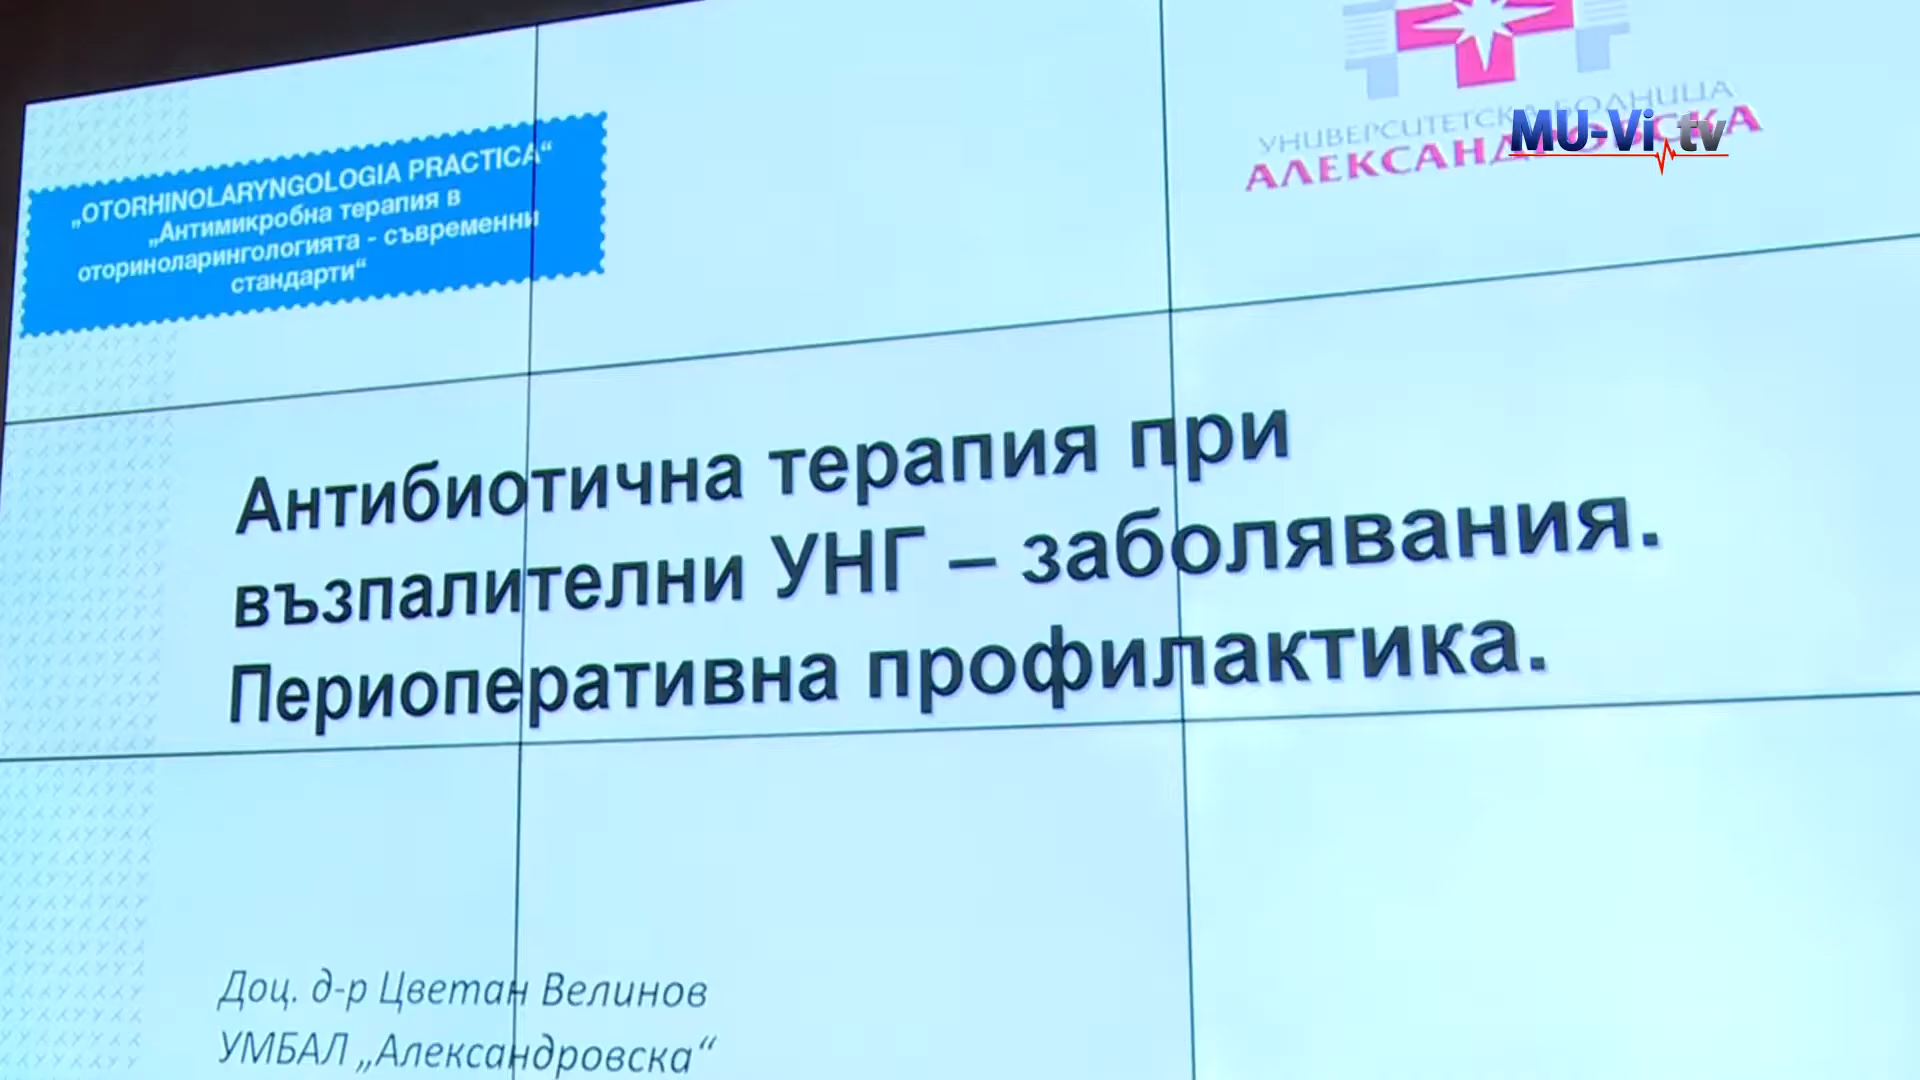 „OTORHINOLARYNGOLOGIA PRACTICA“
„Антимикробна терапия в
оториноларингологията - съвременни
стандарти“
УНИВЕРСИТЕТСКА БОЛНИЦА
АЛЕКСАНДРОВСКА
MU-Vi.tv
Антибиотична терапия при
възпалителни УНГ – заболявания.
Периоперативна профилактика.
Доц. д-р Цветан Велинов
УМБАЛ „Александровска“